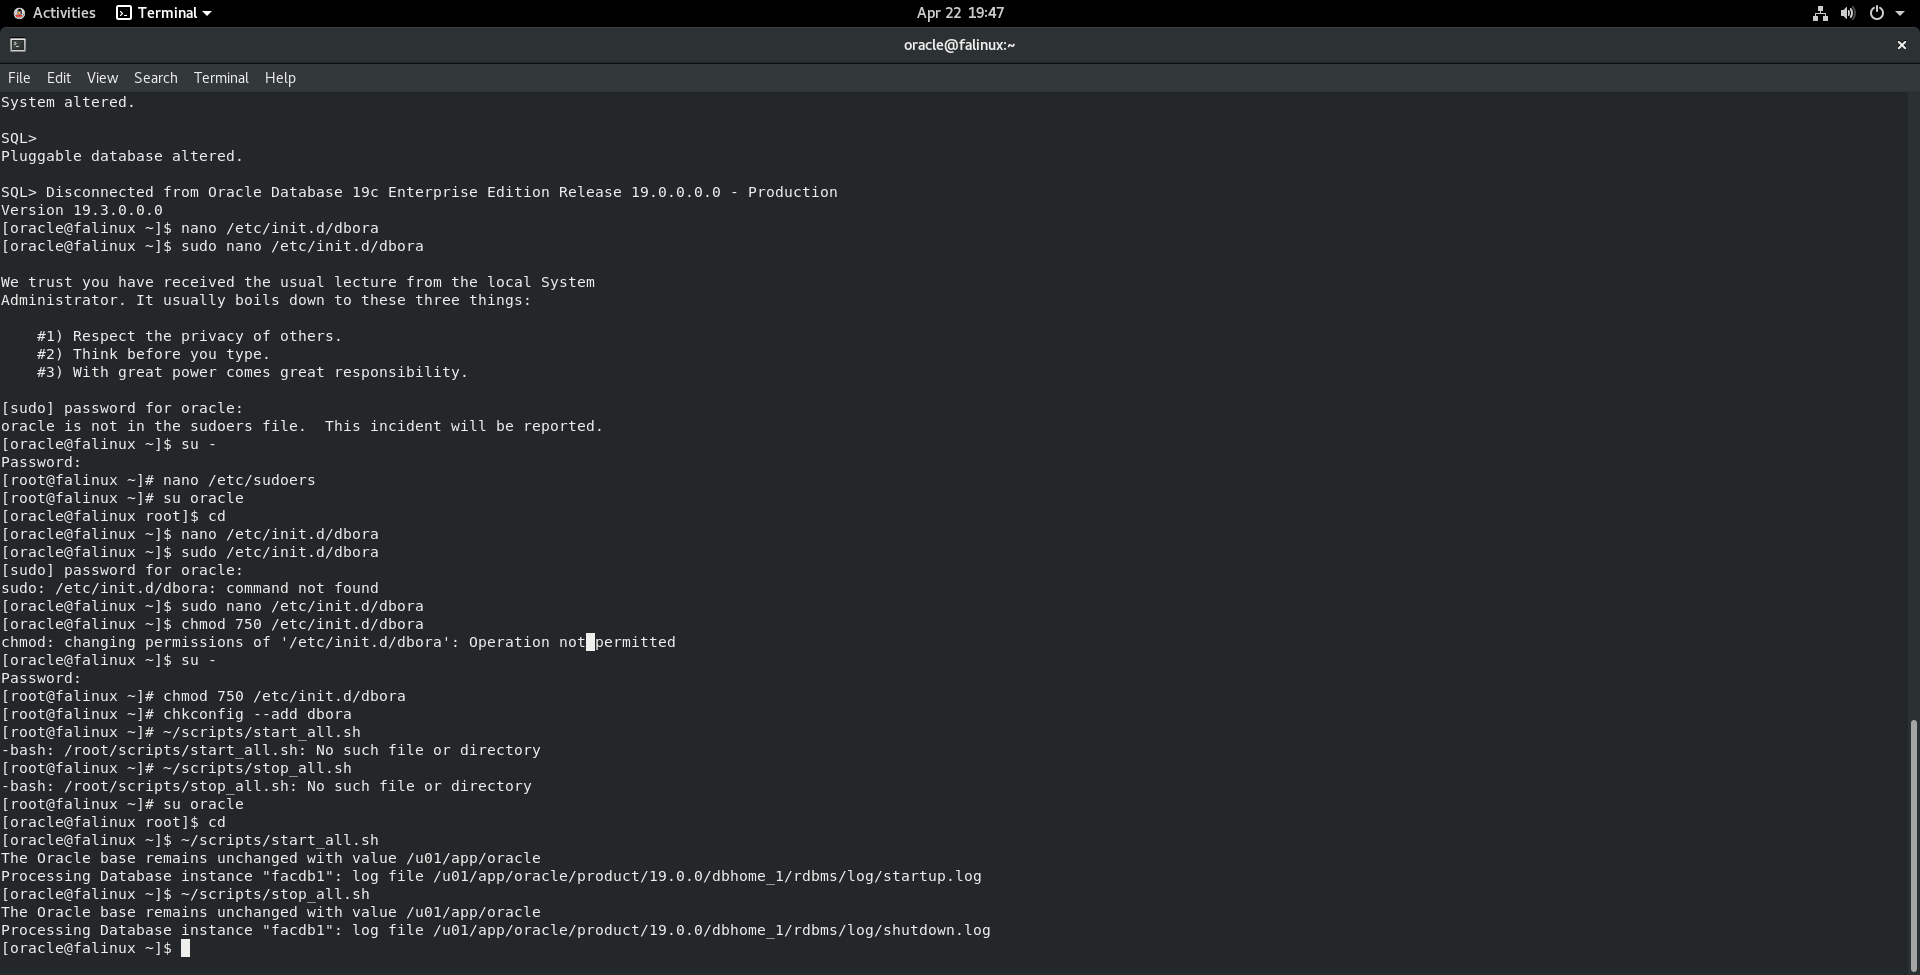 Activities Terminal Apr 22 19:47
oracle@falinux:~
File Edit View Search Terminal Help
System altered.
SQL>
Pluggable database altered.
SQL> Disconnected from Oracle Database 19c Enterprise Edition Release 19.0.0.0.0 - Production
Version 19.3.0.0.0
[oracle@falinux ~]$ nano /etc/init.d/dbora
[oracle@falinux ~]$ sudo nano /etc/init.d/dbora
We trust you have received the usual lecture from the local System
Administrator. It usually boils down to these three things:
#1) Respect the privacy of others.
#2) Think before you type.
#3) With great power comes great responsibility.
[sudo] password for oracle:
oracle is not in the sudoers file.  This incident will be reported.
[oracle@falinux ~]$ su -
Password:
[root@falinux ~]# nano /etc/sudoers
[root@falinux ~]# su oracle
[oracle@falinux root]$ cd
[oracle@falinux ~]$ nano /etc/init.d/dbora
[oracle@falinux ~]$ sudo /etc/init.d/dbora
[sudo] password for oracle:
sudo: /etc/init.d/dbora: command not found
[oracle@falinux ~]$ sudo nano /etc/init.d/dbora
[oracle@falinux ~]$ chmod 750 /etc/init.d/dbora
chmod: changing permissions of '/etc/init.d/dbora': Operation not permitted
[oracle@falinux ~]$ su -
Password:
[root@falinux ~]# chmod 750 /etc/init.d/dbora
[root@falinux ~]# chkconfig --add dbora
[root@falinux ~]# ~/scripts/start_all.sh
-bash: /root/scripts/start_all.sh: No such file or directory
[root@falinux ~]# ~/scripts/stop_all.sh
-bash: /root/scripts/stop_all.sh: No such file or directory
[root@falinux ~]# su oracle
[oracle@falinux root]$ cd
[oracle@falinux ~]$ ~/scripts/start_all.sh
The Oracle base remains unchanged with value /u01/app/oracle
Processing Database instance "facdb1": log file /u01/app/oracle/product/19.0.0/dbhome_1/rdbms/log/startup.log
[oracle@falinux ~]$ ~/scripts/stop_all.sh
The Oracle base remains unchanged with value /u01/app/oracle
Processing Database instance "facdb1": log file /u01/app/oracle/product/19.0.0/dbhome_1/rdbms/log/shutdown.log
[oracle@falinux ~]$